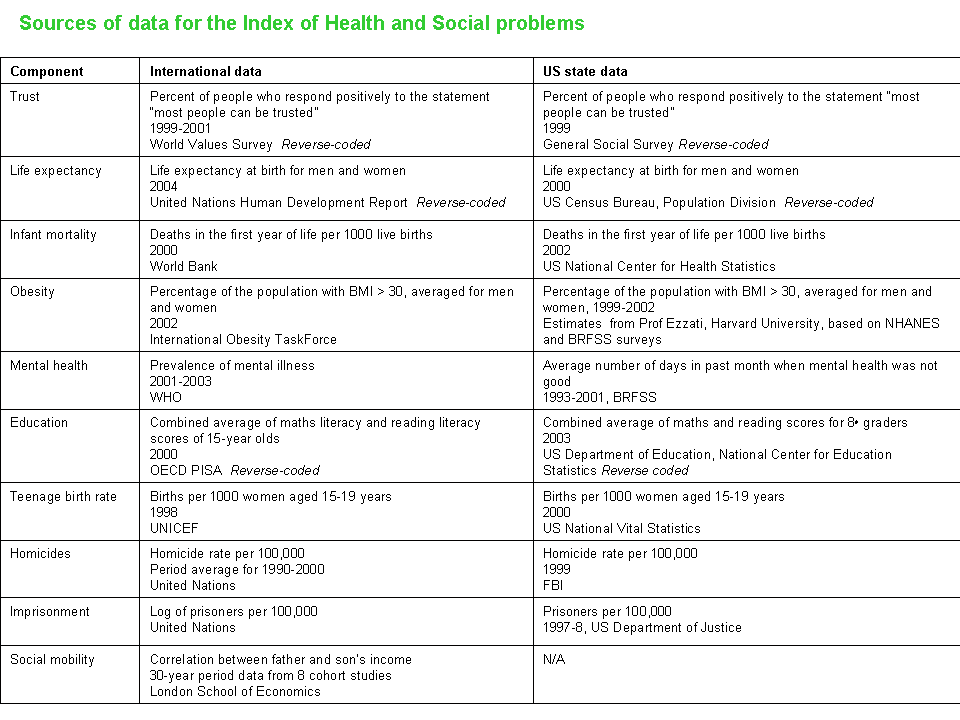 Sources of data for the Index of Health and Social problems
Component International data US state data
Trust
Percent of people who respond positively to the statement
"most people can be trusted"
1999-2001
World Values Survey Reverse-coded
Percent of people who respond positively to the statement "most
people can be trusted"
1999
General Social Survey Reverse-coded
Life expectancy
Life expectancy at birth for men and women
2004
United Nations Human Development Report Reverse-coded
Life expectancy at birth for men and women
2000
US Census Bureau, Population Division Reverse-coded
Infant mortality
Deaths in the first year of life per 1000 live births
2000
World Bank
Deaths in the first year of life per 1000 live births
2002
US National Center for Health Statistics
Obesity
Percentage of the population with BMI > 30, averaged for men
and women
2002
International Obesity TaskForce
Percentage of the population with BMI > 30, averaged for men and
women, 1999-2002
Estimates from Prof Ezzati, Harvard University, based on NHANES
and BRFSS surveys
Mental health
Prevalence of mental illness
2001-2003
WHO
Average number of days in past month when mental health was not
good
1993-2001, BRFSS
Education
Combined average of maths literacy and reading literacy
scores of 15-year olds
2000
OECD PISA Reverse-coded
Combined average of maths and reading scores for 8• graders
2003
US Department of Education, National Center for Education
Statistics Reverse coded
Teenage birth rate
Births per 1000 women aged 15-19 years
1998
UNICEF
Births per 1000 women aged 15-19 years
2000
US National Vital Statistics
Homicides
Homicide rate per 100,000
Period average for 1990-2000
United Nations
Homicide rate per 100,000
1999
FBI
Imprisonment
Log of prisoners per 100,000
United Nations
Prisoners per 100,000
1997-8, US Department of Justice
Social mobility
Correlation between father and son's income
30-year period data from 8 cohort studies
London School of Economics
N/A